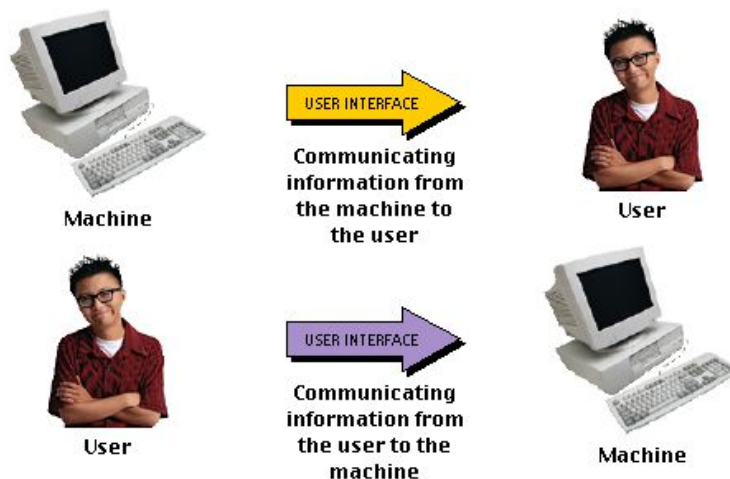 USER INTERFACE
Communicating
information from
the machine to
the user
Machine
User
USER INTERFACE
Communicating
information from
the user to the
machine
User
Machine